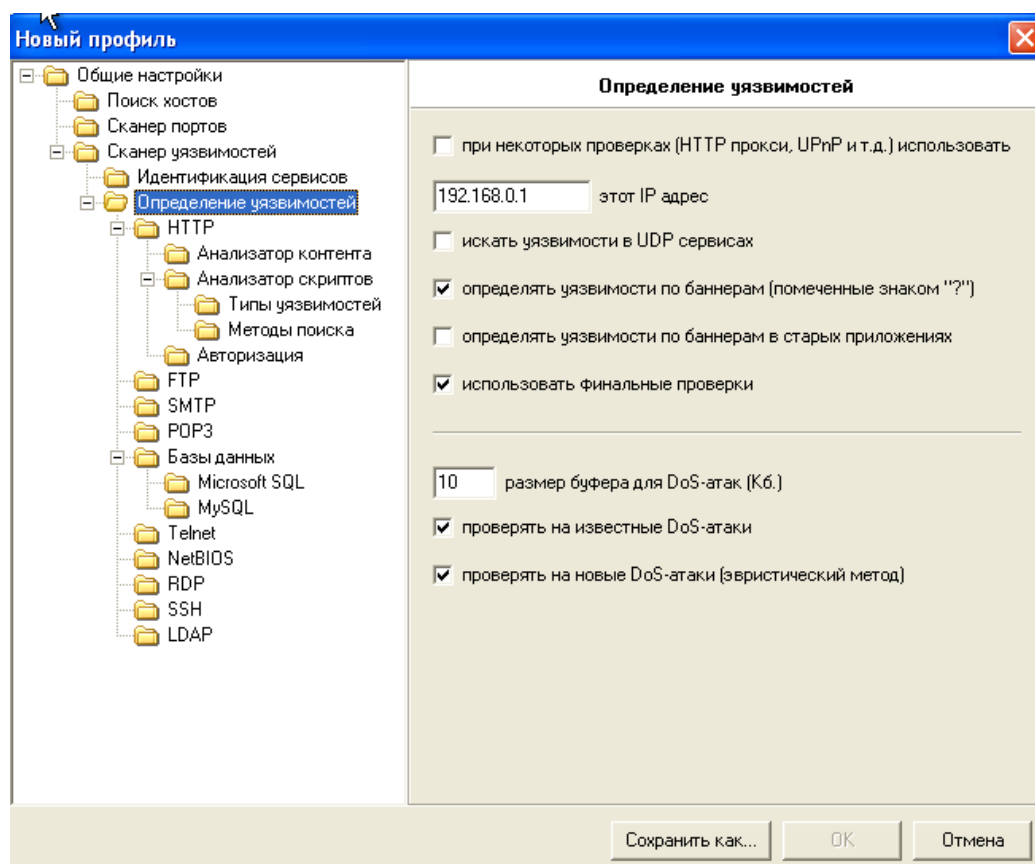 Новый профиль
Общие настройки
Поиск хостов
Сканер портов
Сканер уязвимостей
Идентификация сервисов
Определение уязвимостей
HTTP
Анализатор контента
Анализатор скриптов
Типы уязвимостей
Методы поиска
Авторизация
FTP
SMTP
POP3
Базы данных
Microsoft SQL
MySQL
Telnet
NetBIOS
RDP
SSH
LDAP
Определение уязвимостей
при некоторых проверках (HTTP прокси, UPnP и т.д.) использовать
192.168.0.1 этот IP адрес
искать уязвимости в UDP сервисах
определять уязвимости по баннерам (помеченные знаком "?")
определять уязвимости по баннерам в старых приложениях
использовать финальные проверки
10 размер буфера для DoS-атак (Кб.)
проверять на известные DoS-атаки
проверять на новые DoS-атаки (эвристический метод)
Сохранить как... OK Отмена